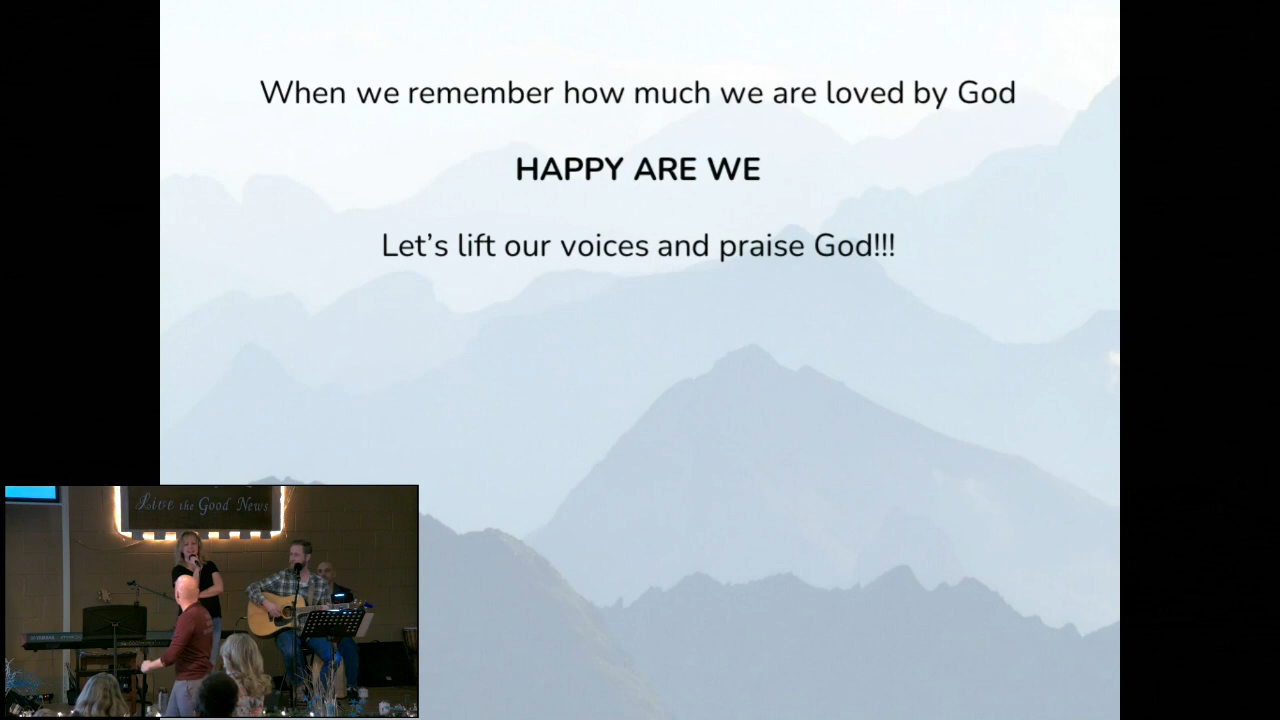 When we remember how much we are loved by God
HAPPY ARE WE
Let’s lift our voices and praise God!!!
Live the Good News
YAMAHA